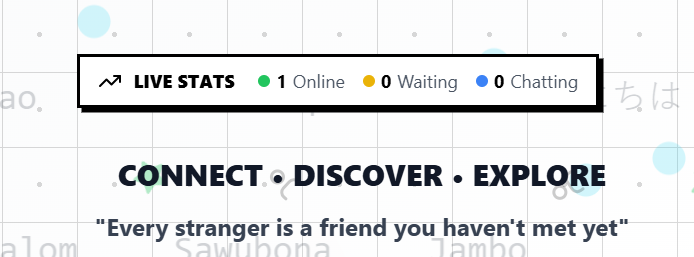 LIVE STATS 1 Online 0 Waiting 0 Chatting
ao
ちは
CONNECT • DISCOVER • EXPLORE
"Every stranger is a friend you haven't met yet"
alom Sawubona Jambo